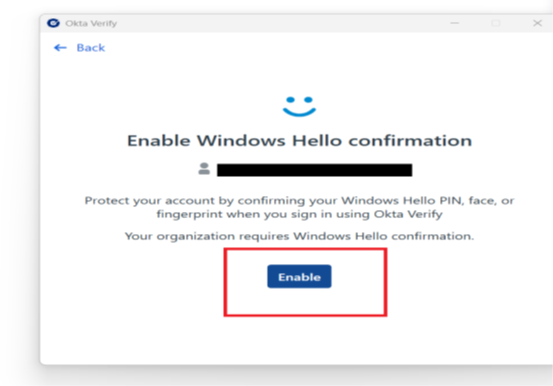 Okta Verify
← Back
Enable Windows Hello confirmation
Protect your account by confirming your Windows Hello PIN, face, or
fingerprint when you sign in using Okta Verify
Your organization requires Windows Hello confirmation.
Enable